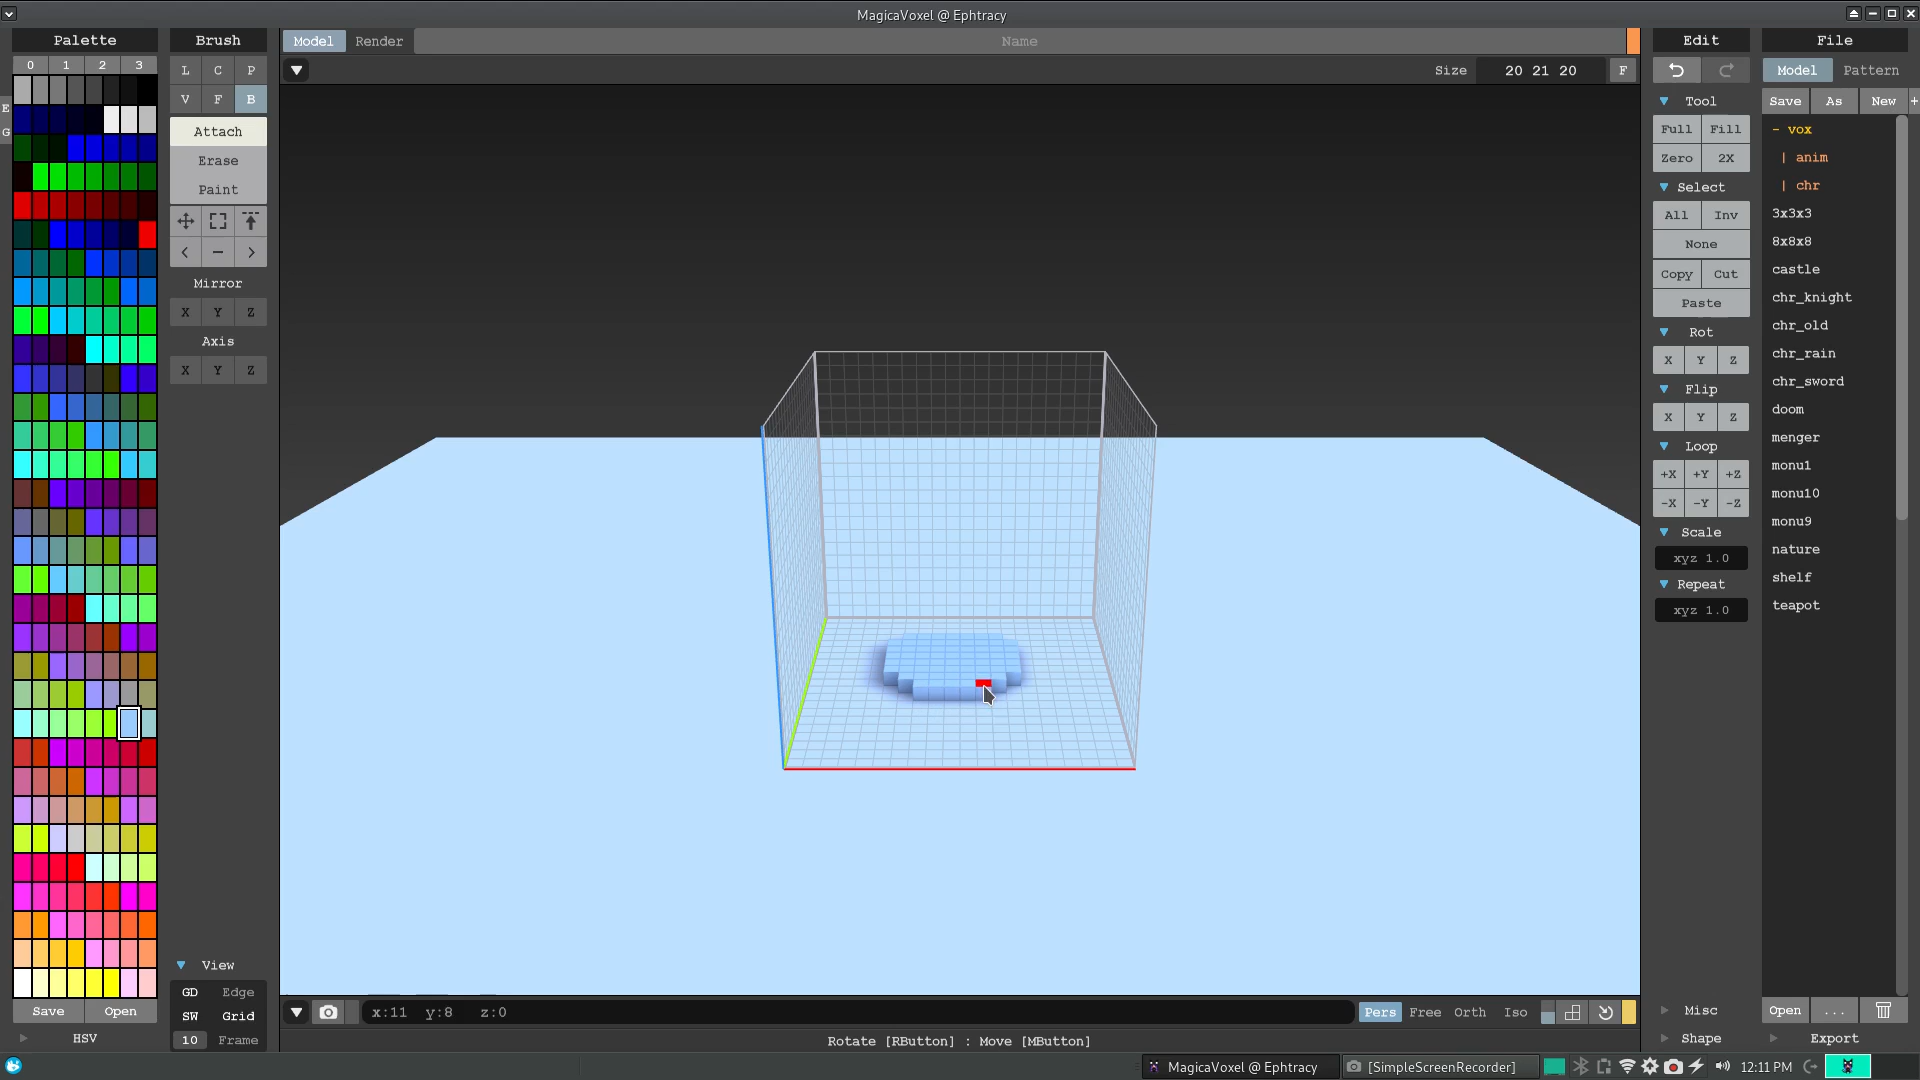 MagicaVoxel @ Ephtracy
Palette
0 1 2 3
E
G
Save Open
HSV
Brush
L C P
V F B
Attach
Erase
Paint
< - >
Mirror
X Y Z
Axis
X Y Z
View
GD Edge
SW Grid
10 Frame
Model Render Name
Size 20 21 20 F
x:11 y:8 z:0
Pers Free Orth Iso
Rotate [RButton] : Move [MButton]
Edit
Tool
Full Fill
Zero 2X
Select
All Inv
None
Copy Cut
Paste
Rot
X Y Z
Flip
X Y Z
Loop
+X +Y +Z
-X -Y -Z
Scale
xyz 1.0
Repeat
xyz 1.0
Misc
Shape
File
Model Pattern
Save As New +
- vox
| anim
| chr
3x3x3
8x8x8
castle
chr_knight
chr_old
chr_rain
chr_sword
doom
menger
monu1
monu10
monu9
nature
shelf
teapot
Open ...
Export
MagicaVoxel @ Ephtracy [SimpleScreenRecorder] 12:11 PM